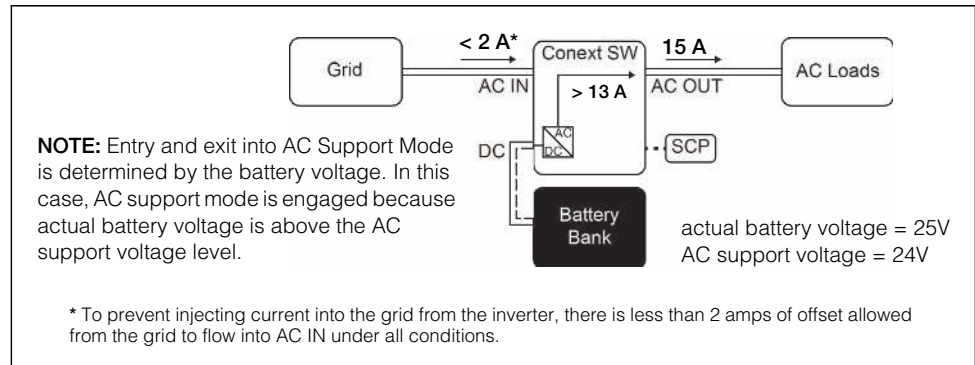 < 2 A*
15 A
Grid
Conext SW
AC Loads
AC IN
> 13 A
AC OUT
AC
DC
DC
SCP
NOTE: Entry and exit into AC Support Mode
is determined by the battery voltage. In this
case, AC support mode is engaged because
actual battery voltage is above the AC
support voltage level.
Battery
Bank
actual battery voltage = 25V
AC support voltage = 24V
* To prevent injecting current into the grid from the inverter, there is less than 2 amps of offset allowed
from the grid to flow into AC IN under all conditions.